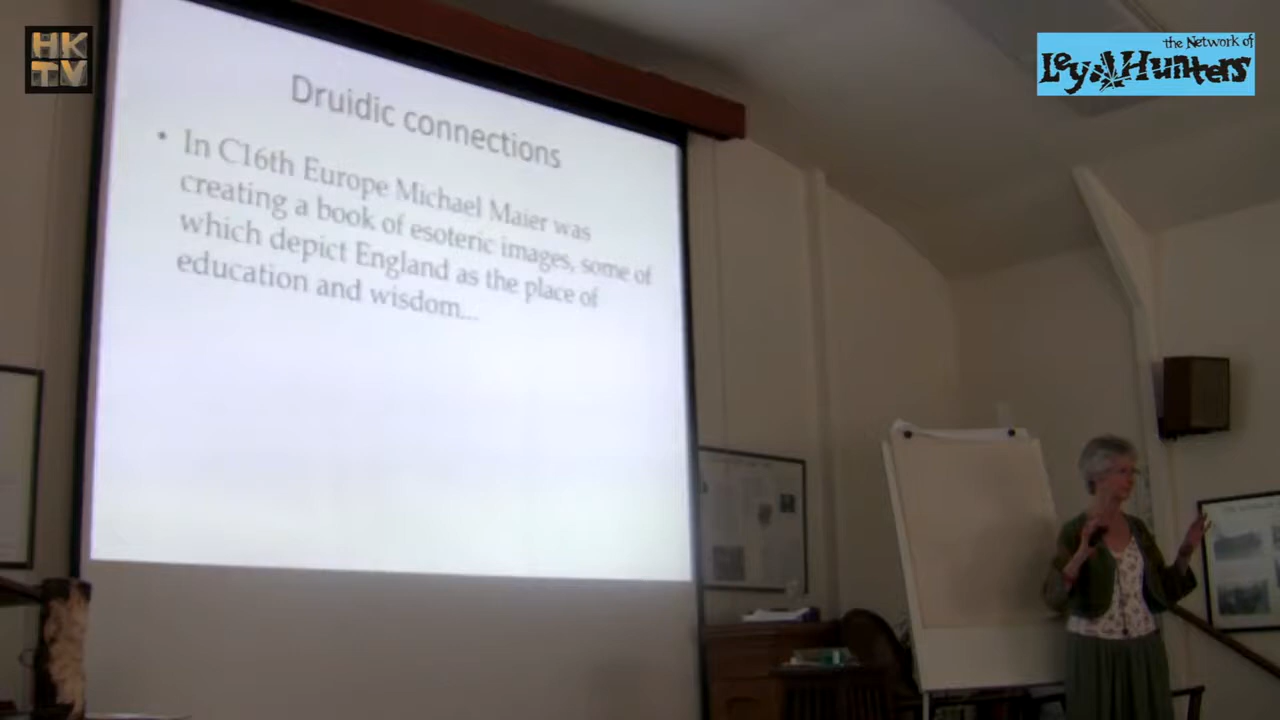 HK
TV
the Network of
Ley Hunters
Druidic connections
• In C16th Europe Michael Maier was
creating a book of esoteric images, some of
which depict England as the place of
education and wisdom...